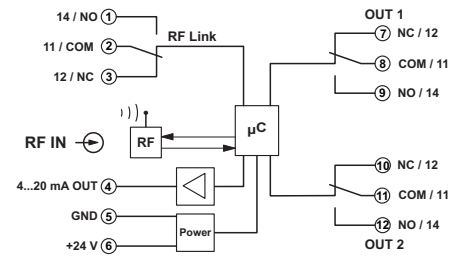 14 / NO 1
11 / COM 2
12 / NC 3
RF Link
RF IN
RF
µC
4...20 mA OUT 4
GND 5
+24 V 6
Power
OUT 1
7 NC / 12
8 COM / 11
9 NO / 14
10 NC / 12
11 COM / 11
12 NO / 14
OUT 2